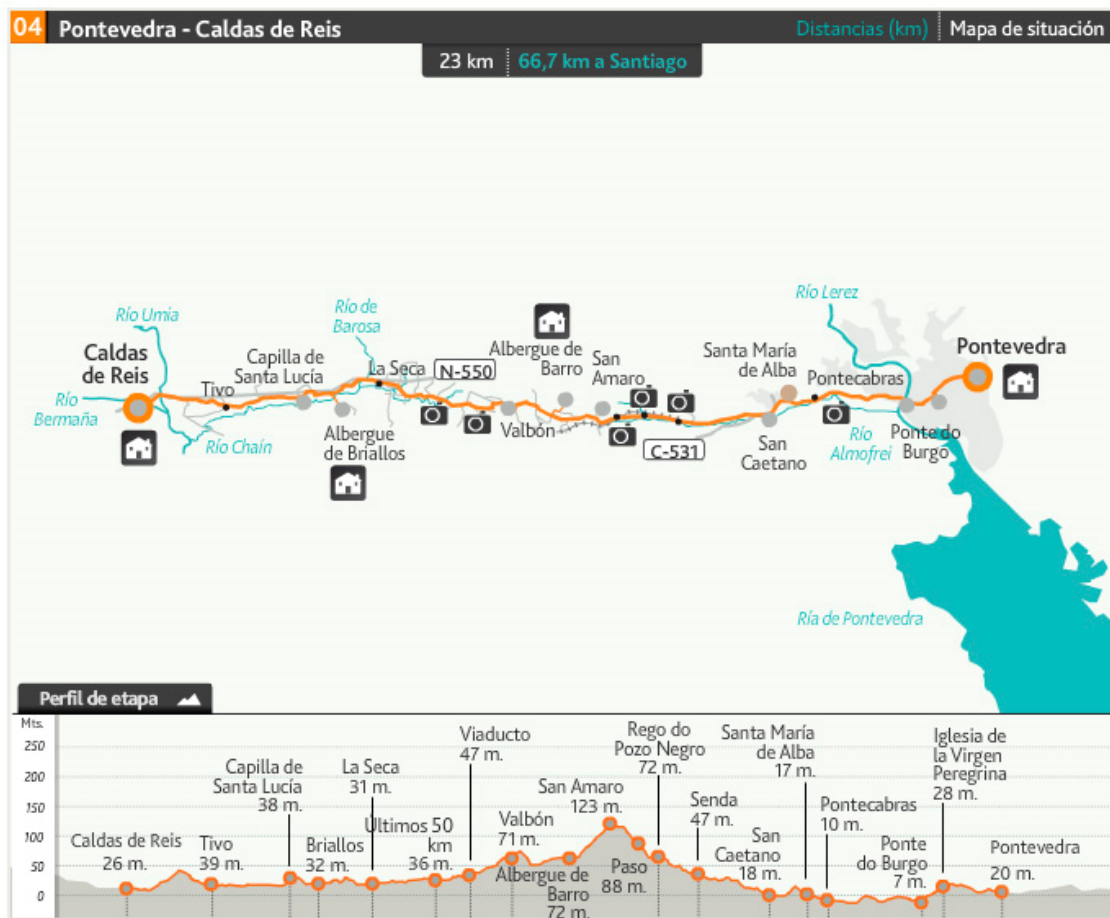 04 Pontevedra - Caldas de Reis
Distancias (km)
Mapa de situación
23 km
66,7 km a Santiago
Río Umia
Río de
Barosa
Río Lerez
Caldas
de Reis
Capilla de
Santa Lucía
La Seca
N-550
Albergue de
Barro
San
Amaro
Santa María
de Alba
Pontecabras
Pontevedra
Río
Bermaña
Tivo
Río Chaín
Albergue
de Briallos
Valbón
C-531
San
Caetano
Río
Almofrei
Ponte do
Burgo
Ría de Pontevedra
Perfil de etapa
Mts.
250
200
150
100
50
0
Caldas de Reis
26 m.
Tivo
39 m.
Capilla de
Santa Lucía
38 m.
Briallos
32 m.
La Seca
31 m.
Últimos 50
km
36 m.
Viaducto
47 m.
Valbón
71 m.
Albergue de
Barro
72 m.
San Amaro
123 m.
Paso
88 m.
Rego do
Pozo Negro
72 m.
Senda
47 m.
San
Caetano
18 m.
Santa María
de Alba
17 m.
Pontecabras
10 m.
Ponte
do Burgo
7 m.
Iglesia de
la Virgen
Peregrina
28 m.
Pontevedra
20 m.